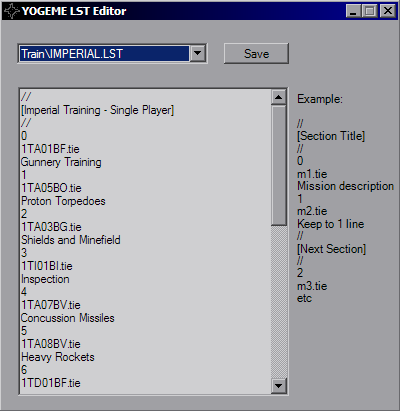 YOGEME LST Editor
Train\IMPERIAL.LST
Save
//
[Imperial Training - Single Player]
//
0
1TA01BF.tie
Gunnery Training
1
1TA05BO.tie
Proton Torpedoes
2
1TA03BG.tie
Shields and Minefield
3
1TI01BI.tie
Inspection
4
1TA07BV.tie
Concussion Missiles
5
1TA08BV.tie
Heavy Rockets
6
1TD01BF.tie
Example:
//
[Section Title]
//
0
m1.tie
Mission description
1
m2.tie
Keep to 1 line
//
[Next Section]
//
2
m3.tie
etc